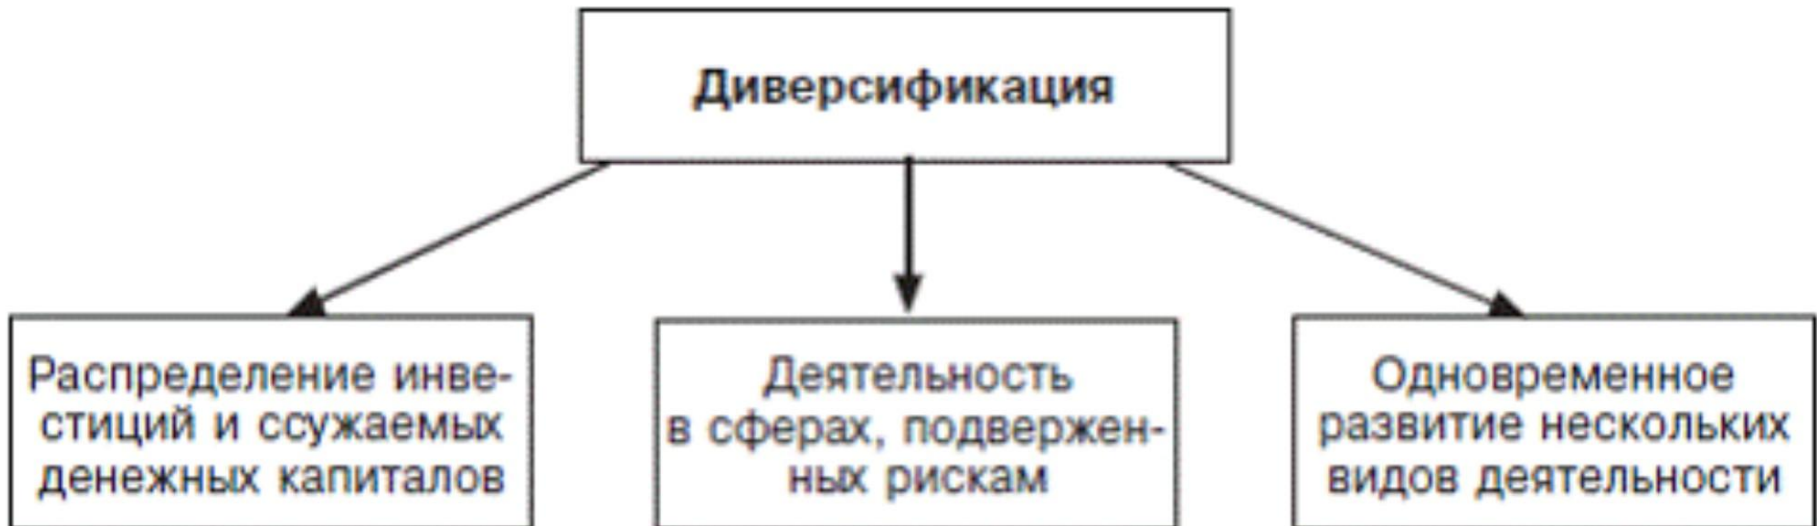 Диверсификация
Распределение инве-
стиций и ссужаемых
денежных капиталов
Деятельность
в сферах, подвержен-
ных рискам
Одновременное
развитие нескольких
видов деятельности